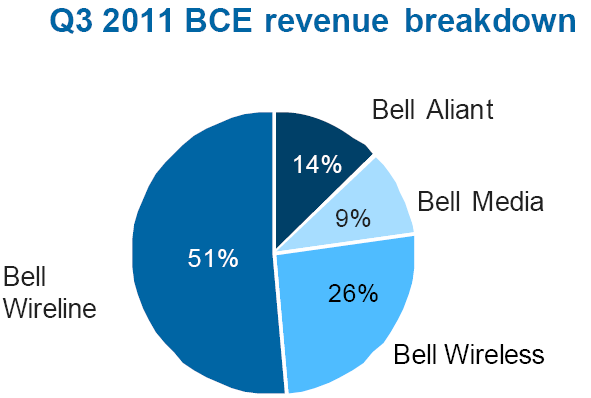 Q3 2011 BCE revenue breakdown
Bell Aliant
14%
Bell Media
9%
51%
Bell
Wireline
26%
Bell Wireless